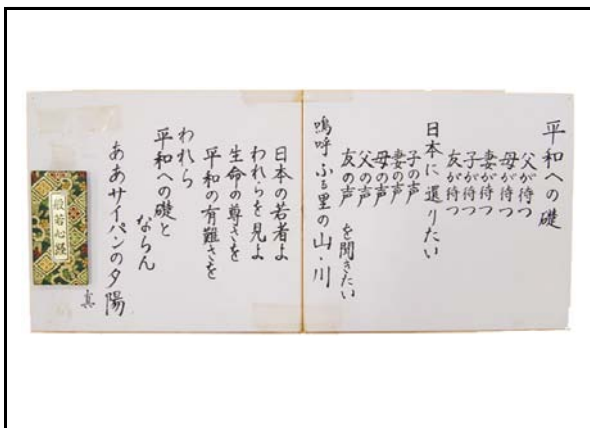 平和への礎
父が待つ
母が待つ
妻が待つ
子が待つ
友が待つ
日本に還りたい
子の声
妻の声
母の声
父の声
友の声
を聞きたい
嗚呼ふる里の山・川
日本の若者よ
われらを見よ
生命の尊さを
平和の有難さを
われら
平和への礎と
ならん
ああサイパンの夕陽
真
般若心経